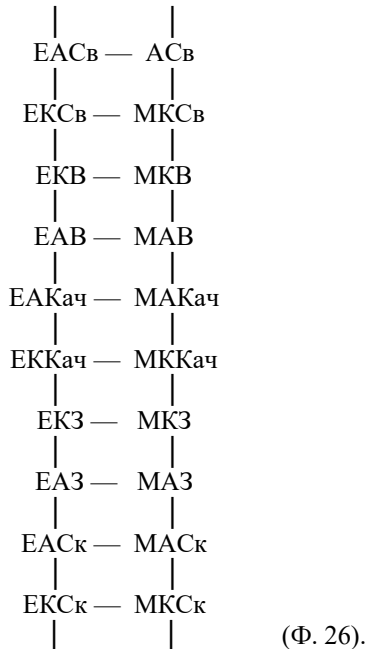 ЕАСв — АСв
ЕКСв — МКСв
ЕКВ — МКВ
ЕАВ — МАВ
ЕАКач — МАКач
ЕККач — МККач
ЕКЗ — МКЗ
ЕАЗ — МАЗ
ЕАСк — МАСк
ЕКСк — МКСк
(Ф. 26).